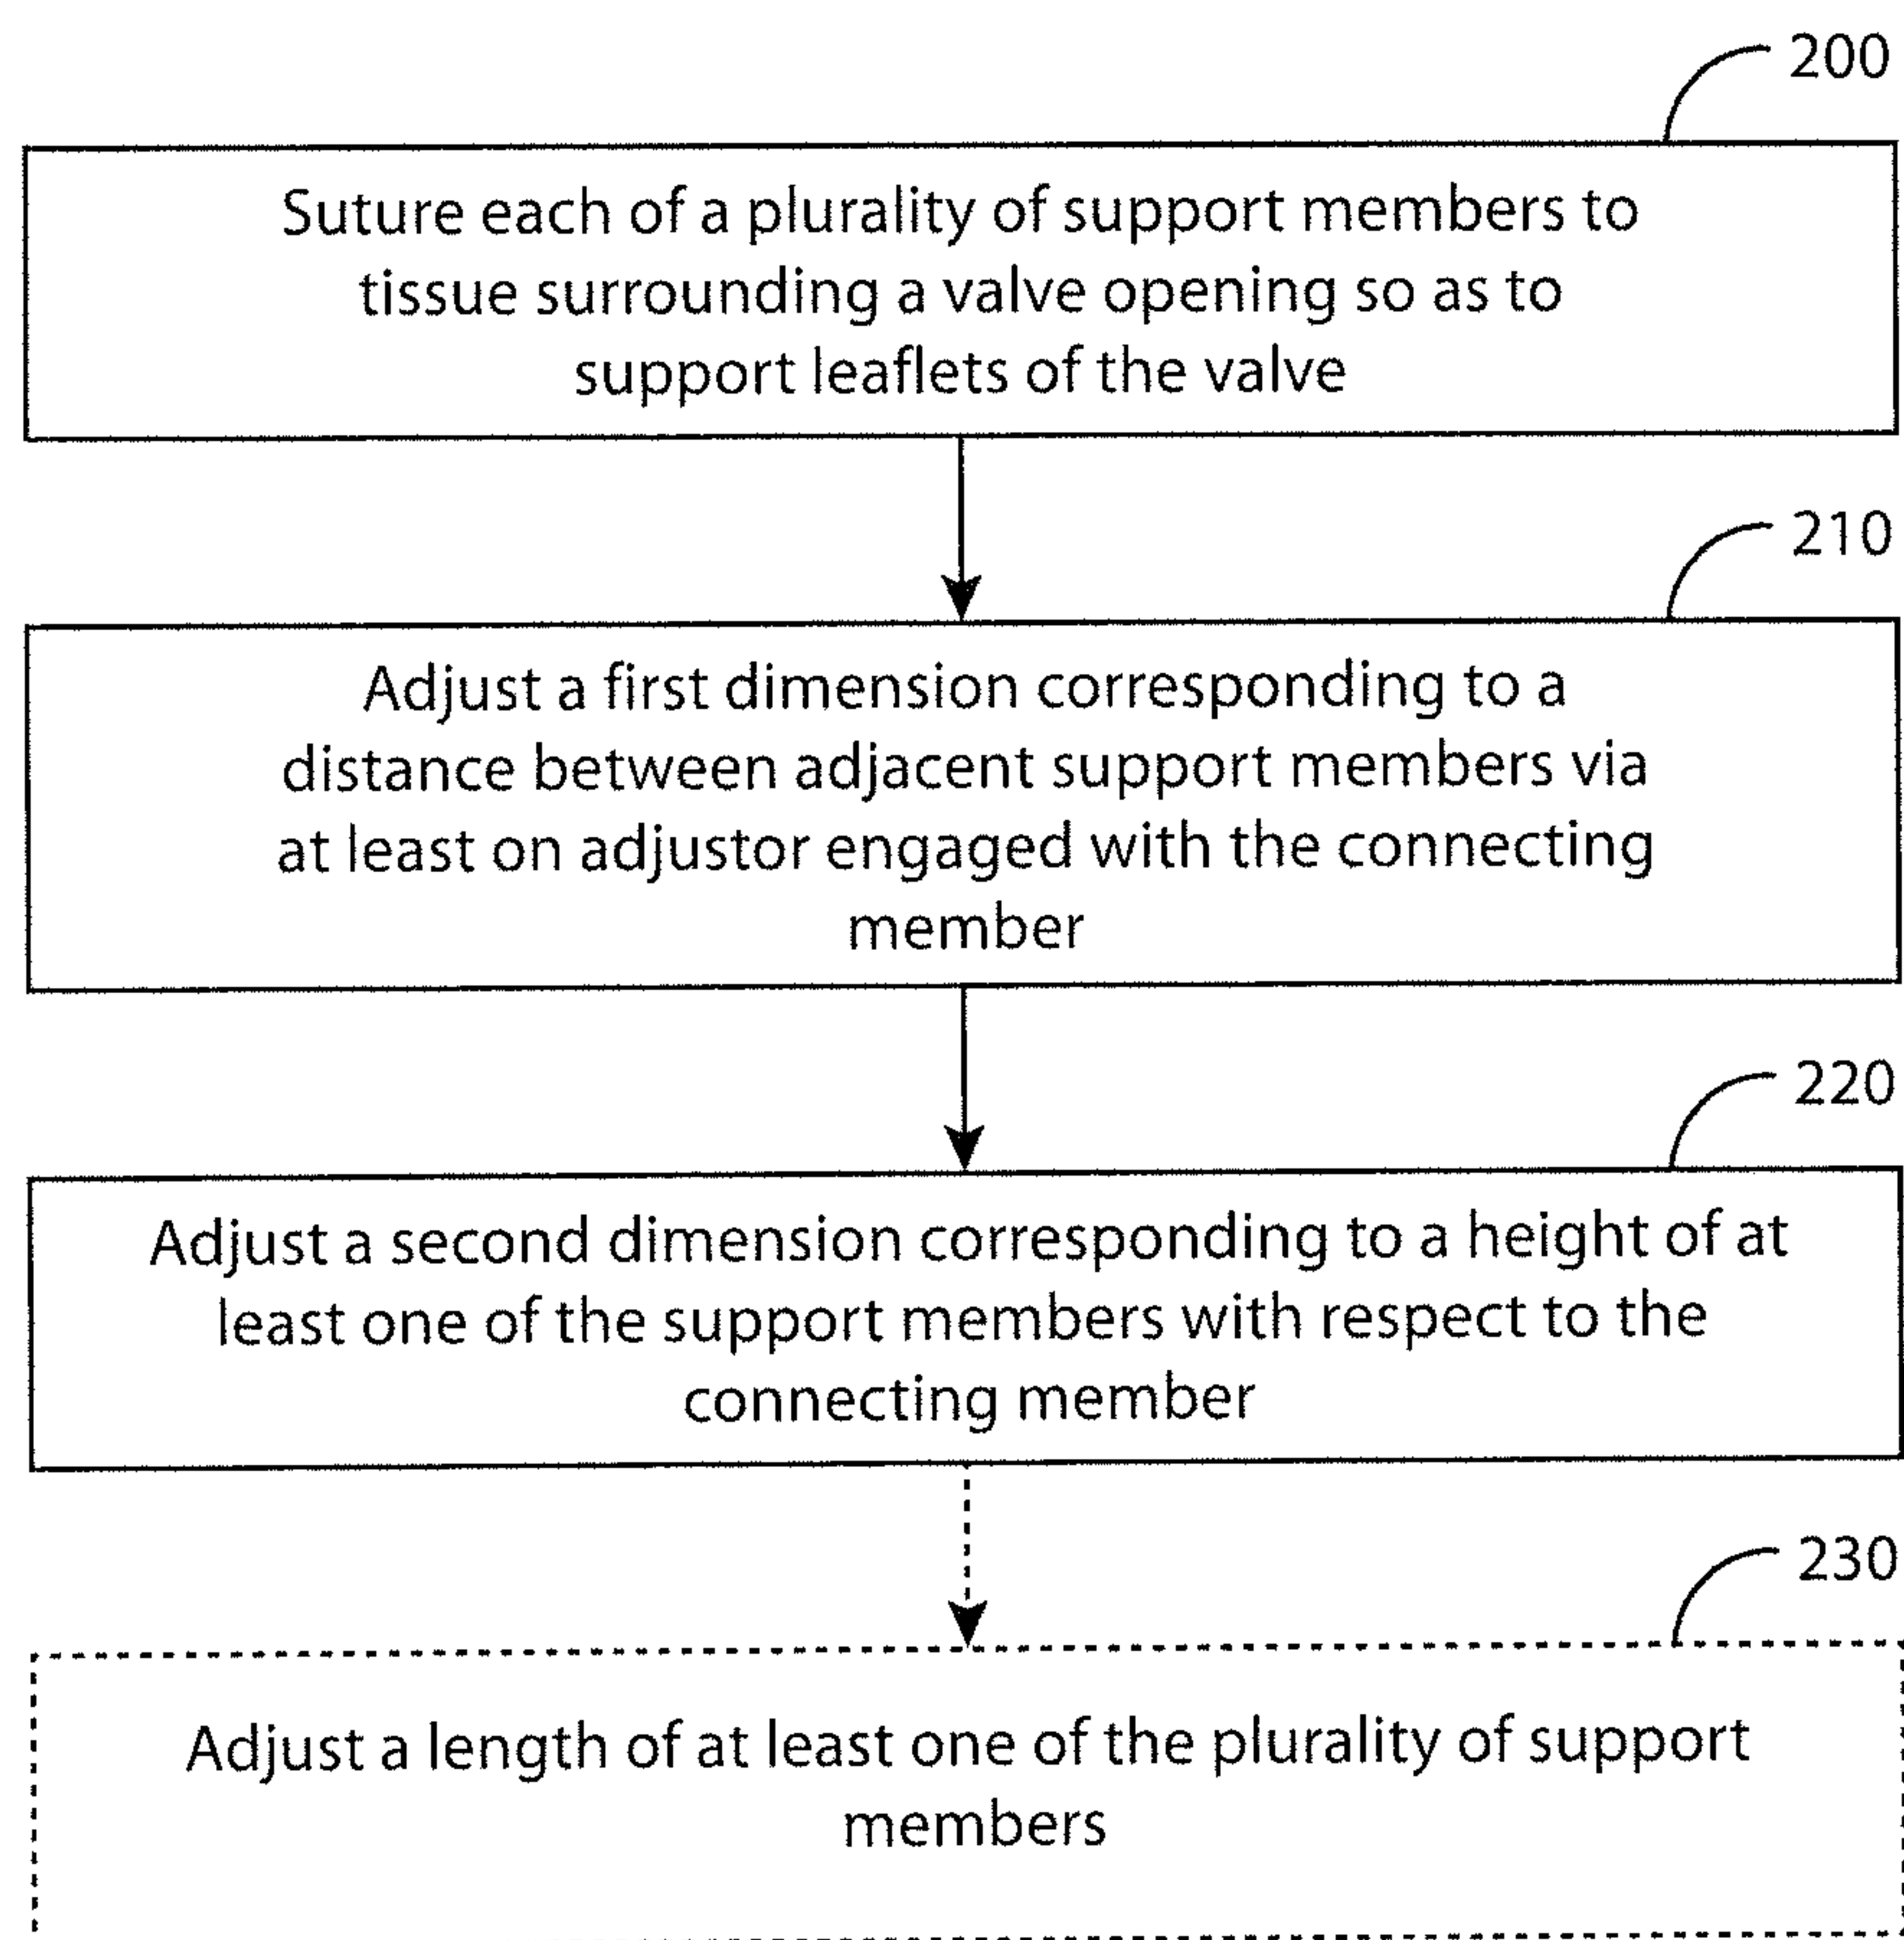 200
Suture each of a plurality of support members to
tissue surrounding a valve opening so as to
support leaflets of the valve
210
Adjust a first dimension corresponding to a
distance between adjacent support members via
at least on adjustor engaged with the connecting
member
220
Adjust a second dimension corresponding to a height of at
least one of the support members with respect to the
connecting member
230
Adjust a length of at least one of the plurality of support
members